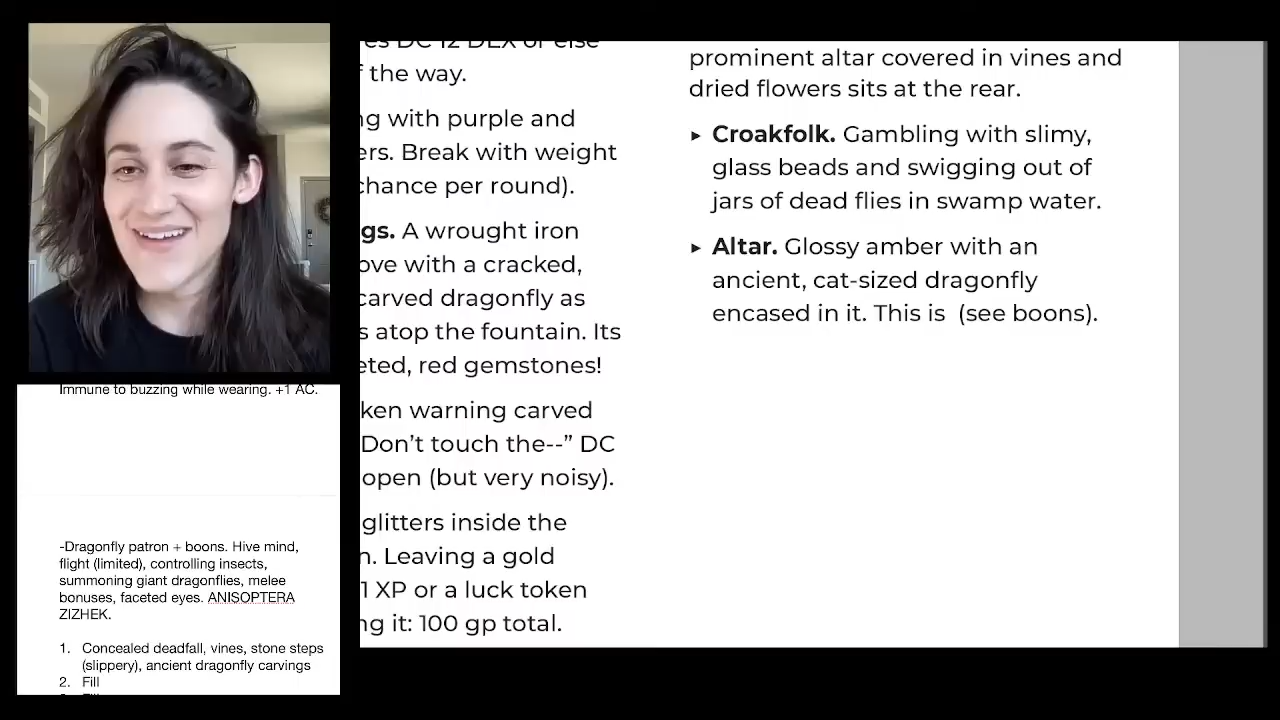 Immune to buzzing while wearing. +1 AC.
-Dragonfly patron + boons. Hive mind,
flight (limited), controlling insects,
summoning giant dragonflies, melee
bonuses, faceted eyes. ANISOPTERA
ZIZHEK.
1. Concealed deadfall, vines, stone steps
(slippery), ancient dragonfly carvings
2. Fill
es DC 12 DEX or else
f the way.
ng with purple and
ers. Break with weight
chance per round).
gs. A wrought iron
ove with a cracked,
carved dragonfly as
s atop the fountain. Its
eted, red gemstones!
ken warning carved
Don’t touch the--” DC
open (but very noisy).
glitters inside the
n. Leaving a gold
1 XP or a luck token
ng it: 100 gp total.
prominent altar covered in vines and
dried flowers sits at the rear.
▸ Croakfolk. Gambling with slimy,
glass beads and swigging out of
jars of dead flies in swamp water.
▸ Altar. Glossy amber with an
ancient, cat-sized dragonfly
encased in it. This is (see boons).